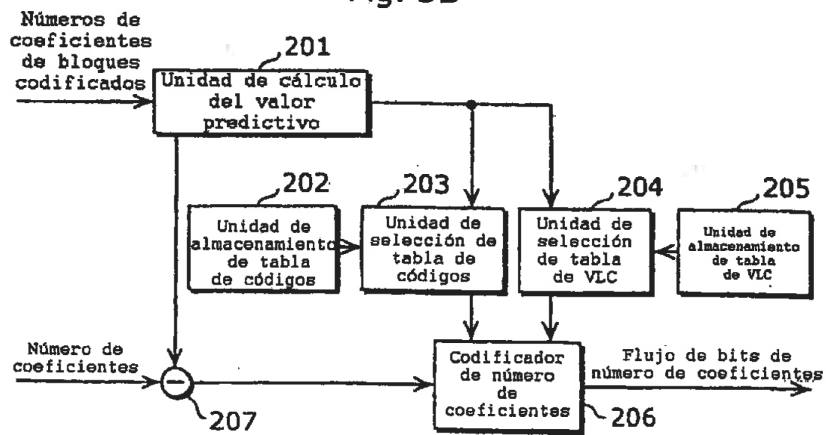 Números de
coeficientes
de bloques
codificados
201
Unidad de cálculo
del valor
predictivo
202
203
204
205
Unidad de
almacenamiento
de tabla
de códigos
Unidad de
selección de
tabla de
códigos
Unidad de
selección
de tabla
de VLC
Unidad de
almacenamiento
de tabla
de VLC
Número de
coeficientes
207
Codificador
de número
de
coeficientes
206
Flujo de bits de
número de coeficientes